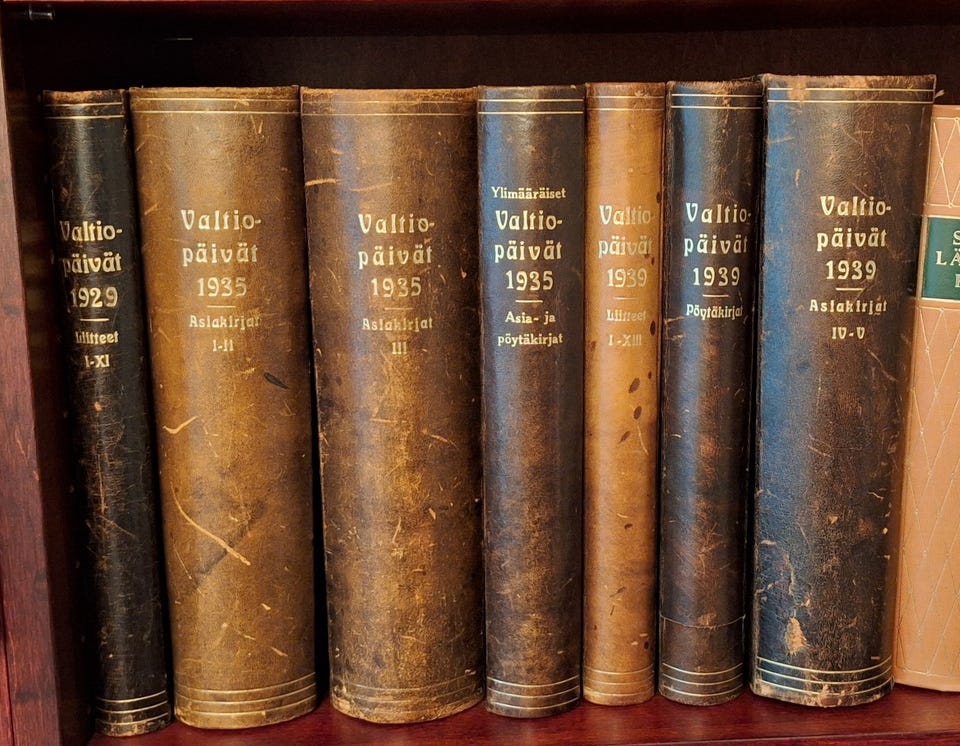 Valtio-
päivät
1929
Liitteet
I-XI
Valtio-
päivät
1935
Asiakirjat
I-II
Valtio-
päivät
1935
Asiakirjat
III
Ylimääräiset
Valtio-
päivät
1935
Asia- ja
pöytäkirjat
Valtio-
päivät
1939
Liitteet
I-XIII
Valtio-
päivät
1939
Pöytäkirjat
Valtio-
päivät
1939
Asiakirjat
IV-V